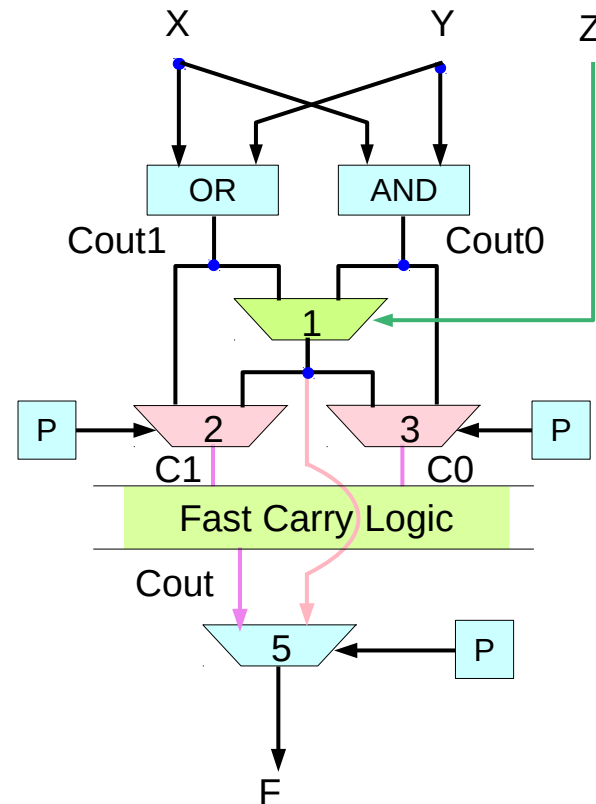 X Y Z
OR AND
Cout1 Cout0
1
P 2 3 P
C1 C0
Fast Carry Logic
Cout
5 P
F